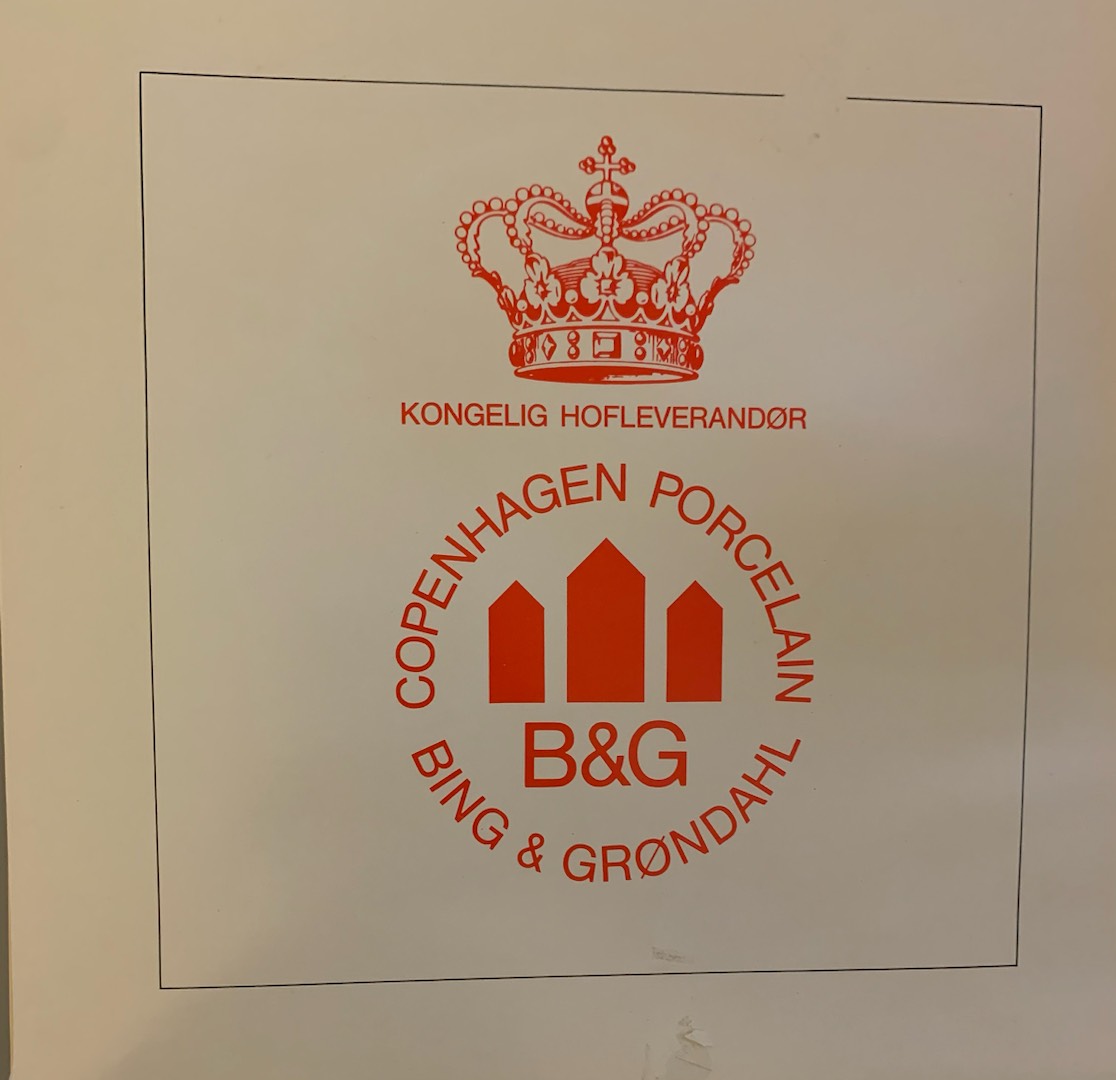 KONGELIG HOFLEVERANDØR
COPENHAGEN PORCELAIN
B&G
BING & GRØNDAHL